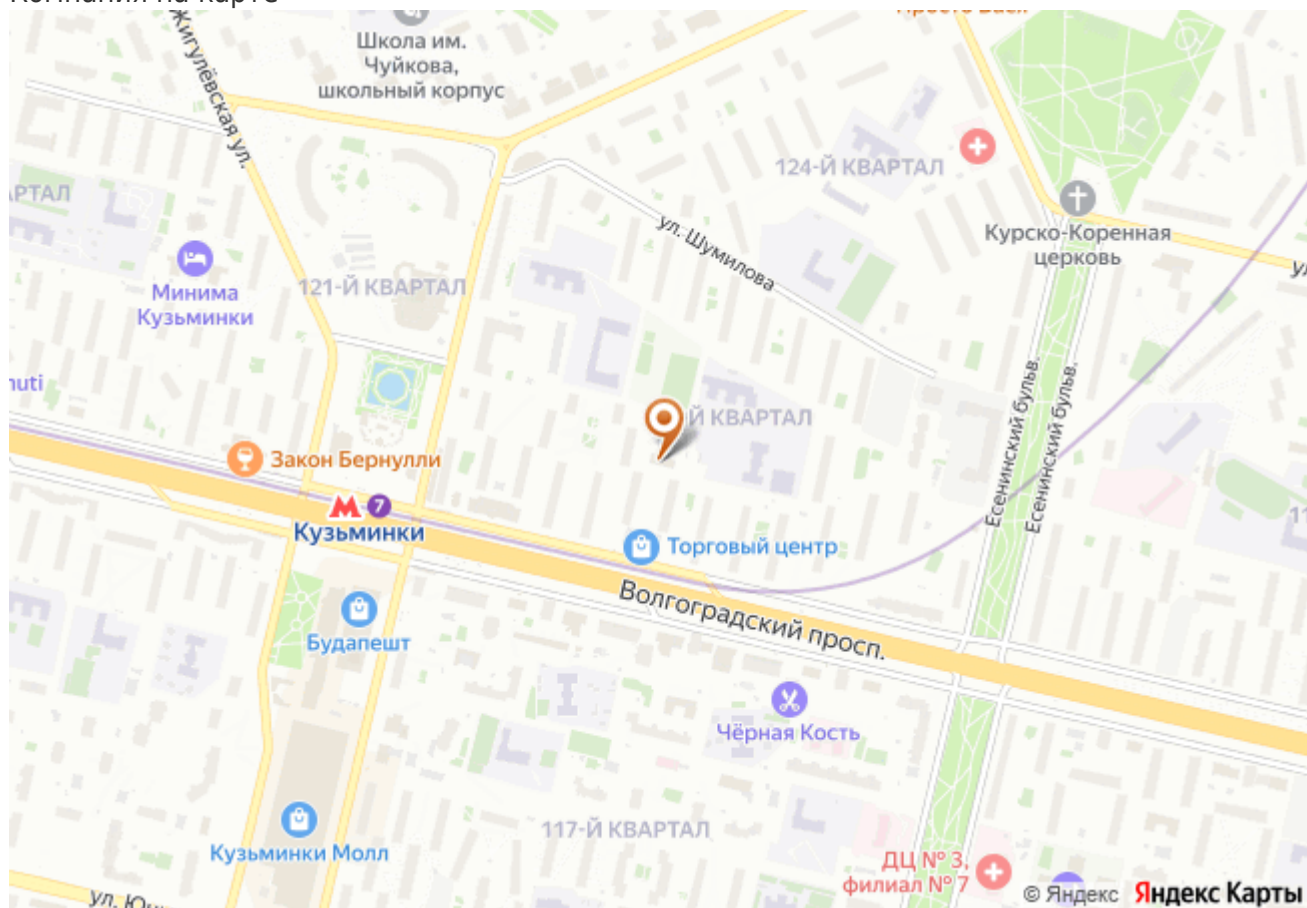 Школа им.
Чуйкова,
школьный корпус
Жигулёвская ул.
124-Й КВАРТАЛ
ул. Шумилова
Курско-Коренная
церковь
Минима
Кузьминки
121-Й КВАРТАЛ
Й КВАРТАЛ
Есенинский бульв.
Есенинский бульв.
Закон Бернулли
7
Кузьминки
Торговый центр
Волгоградский просп.
Будапешт
Чёрная Кость
117-Й КВАРТАЛ
Кузьминки Молл
ДЦ № 3,
филиал № 7
© Яндекс Яндекс Карты